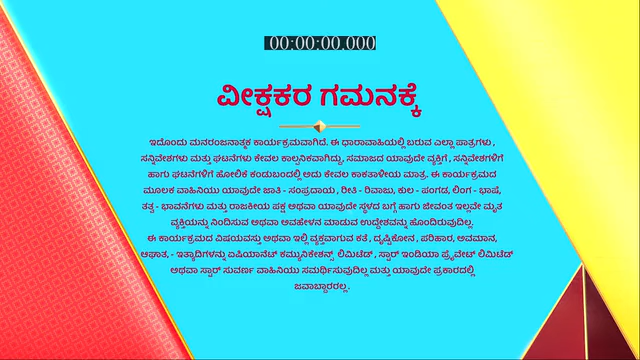 00:00:00.000
ವೀಕ್ಷಕರ ಗಮನಕ್ಕೆ
ಇದೊಂದು ಮನರಂಜನಾತ್ಮಕ ಕಾರ್ಯಕ್ರಮವಾಗಿದೆ. ಈ ಧಾರಾವಾಹಿಯಲ್ಲಿ ಬರುವ ಎಲ್ಲಾ ಪಾತ್ರಗಳು ,
ಸನ್ನಿವೇಶಗಳು ಮತ್ತು ಘಟನೆಗಳು ಕೇವಲ ಕಾಲ್ಪನಿಕವಾಗಿದ್ದು, ಸಮಾಜದ ಯಾವುದೇ ವ್ಯಕ್ತಿಗೆ , ಸನ್ನಿವೇಶಗಳಿಗೆ
ಹಾಗು ಘಟನೆಗಳಿಗೆ ಹೋಲಿಕೆ ಕಂಡುಬಂದಲ್ಲಿ ಅದು ಕೇವಲ ಕಾಕತಾಳೀಯ ಮಾತ್ರ. ಈ ಕಾರ್ಯಕ್ರಮದ
ಮೂಲಕ ವಾಹಿನಿಯು ಯಾವುದೇ ಜಾತಿ - ಸಂಪ್ರದಾಯ , ರೀತಿ - ರಿವಾಜು, ಕುಲ - ಪಂಗಡ, ಲಿಂಗ - ಭಾಷೆ,
ತತ್ವ - ಭಾವನೆಗಳು ಮತ್ತು ರಾಜಕೀಯ ಪಕ್ಷ ಅಥವಾ ಯಾವುದೇ ಸ್ಥಳದ ಬಗ್ಗೆ ಹಾಗು ಜೀವಂತ ಇಲ್ಲವೇ ಮೃತ
ವ್ಯಕ್ತಿಯನ್ನು ನಿಂದಿಸುವ ಅಥವಾ ಅವಹೇಳನ ಮಾಡುವ ಉದ್ದೇಶವನ್ನು ಹೊಂದಿರುವುದಿಲ್ಲ.
ಈ ಕಾರ್ಯಕ್ರಮದ ವಿಷಯವಸ್ತು ಅಥವಾ ಇಲ್ಲಿ ವ್ಯಕ್ತವಾಗುವ ಕತೆ , ದೃಷ್ಟಿಕೋನ , ಪರಿಹಾರ, ಅವಮಾನ,
ಆಘಾತ, - ಇತ್ಯಾದಿಗಳನ್ನು ಏಷಿಯಾನೆಟ್ ಕಮ್ಯುನಿಕೇಶನ್ಸ್ ಲಿಮಿಟೆಡ್ , ಸ್ಟಾರ್ ಇಂಡಿಯಾ ಪ್ರೈವೇಟ್ ಲಿಮಿಟೆಡ್
ಅಥವಾ ಸ್ಟಾರ್ ಸುವರ್ಣ ವಾಹಿನಿಯು ಸಮರ್ಥಿಸುವುದಿಲ್ಲ ಮತ್ತು ಯಾವುದೇ ಪ್ರಕಾರದಲ್ಲಿ
ಜವಾಬ್ದಾರರಲ್ಲ.